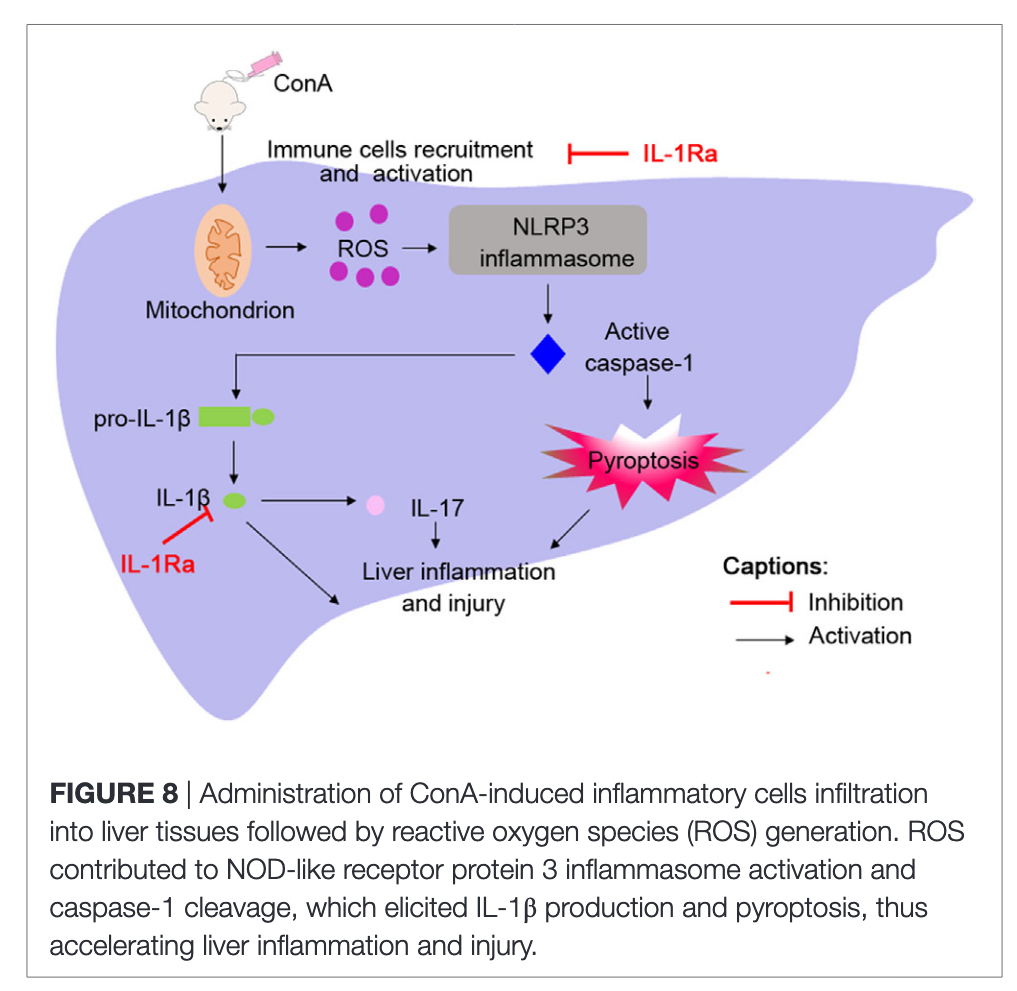 ConA
Immune cells recruitment
and activation
IL-1Ra
ROS
NLRP3
inflammasome
Mitochondrion
Active
caspase-1
pro-IL-1β
Pyroptosis
IL-1β
IL-17
IL-1Ra
Liver inflammation
and injury
Captions:
Inhibition
Activation
FIGURE 8 | Administration of ConA-induced inflammatory cells infiltration
into liver tissues followed by reactive oxygen species (ROS) generation. ROS
contributed to NOD-like receptor protein 3 inflammasome activation and
caspase-1 cleavage, which elicited IL-1β production and pyroptosis, thus
accelerating liver inflammation and injury.